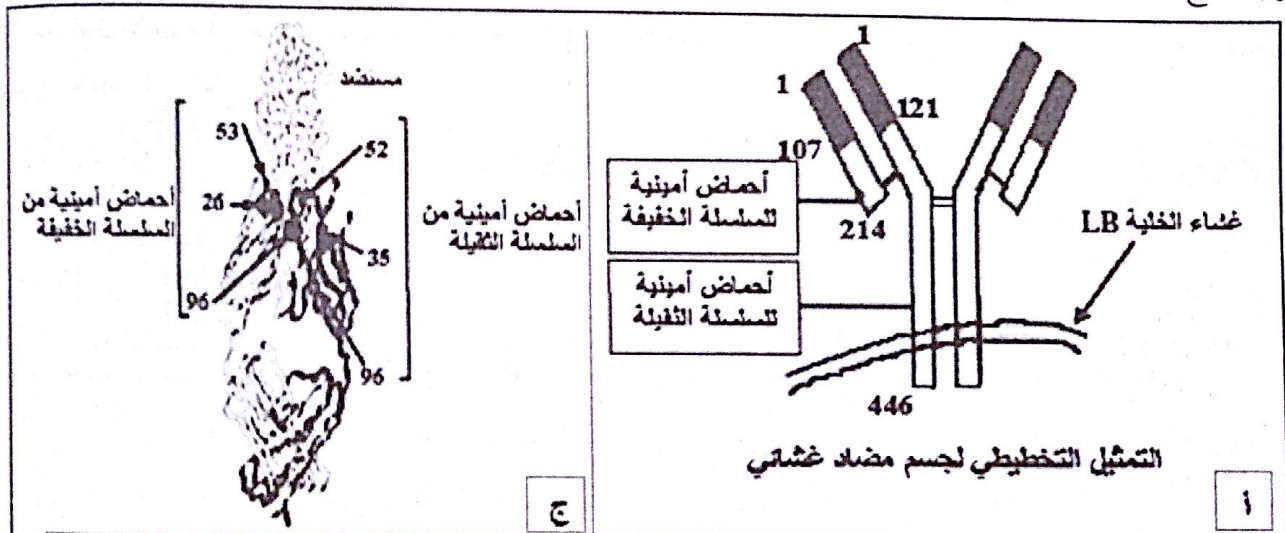 1
1
121
107
أحماض أمينية
للسلسلة الخفيفة
214
أحماض أمينية
للسلسلة الثقيلة
غشاء الخلية LB
446
التمثيل التخطيطي لجسم مضاد غشائي
أ
مستضد
53
52
26
أحماض أمينية من
السلسلة الخفيفة
أحماض أمينية من
السلسلة الثقيلة
35
96
96
ج